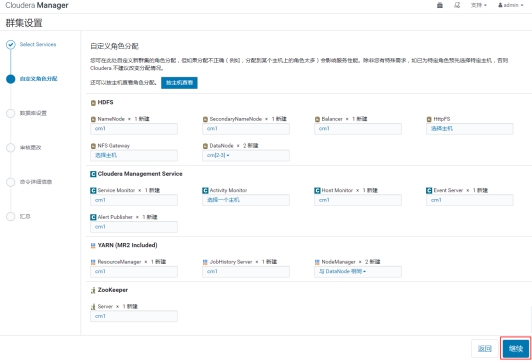 Cloudera Manager
支持
admin
群集设置
Select Services
自定义角色分配
数据库设置
审核更改
命令详细信息
汇总
自定义角色分配
您可在此处自定义新群集的角色分配，但如果分配不正确（例如，分配到某个主机上的角色太多）会影响性能。除非您有特殊需求，如已为特定角色预先选择特定主机，否则
Cloudera 不建议改变分配情况。
还可以按主机查看角色分配。 按主机查看
HDFS
NameNode × 1 新建
SecondaryNameNode × 1 新建
Balancer × 1 新建
HttpFS
cm1
cm1
cm1
选择主机
NFS Gateway
DataNode × 2 新建
选择主机
cm[2-3]
Cloudera Management Service
Service Monitor × 1 新建
Activity Monitor
Host Monitor × 1 新建
Event Server × 1 新建
cm1
选择一个主机
cm1
cm1
Alert Publisher × 1 新建
cm1
YARN (MR2 Included)
ResourceManager × 1 新建
JobHistory Server × 1 新建
NodeManager × 2 新建
cm1
cm1
与 DataNode 相同
ZooKeeper
Server × 1 新建
cm1
返回
继续